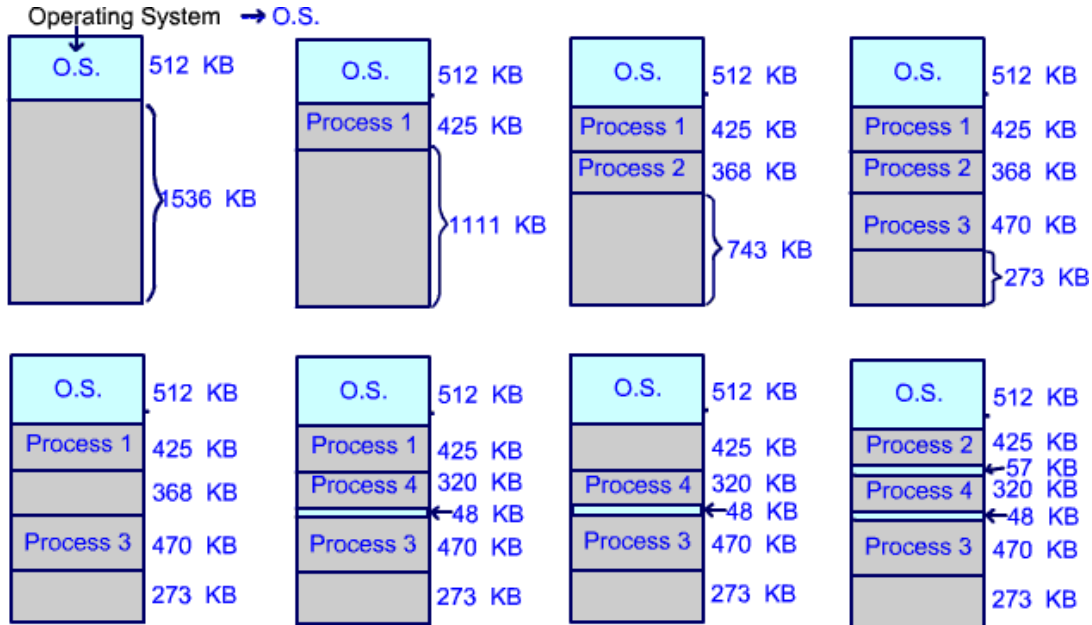 Operating System → O.S.
O.S. 512 KB
1536 KB
O.S. 512 KB
Process 1 425 KB
1111 KB
O.S. 512 KB
Process 1 425 KB
Process 2 368 KB
743 KB
O.S. 512 KB
Process 1 425 KB
Process 2 368 KB
Process 3 470 KB
273 KB
O.S. 512 KB
Process 1 425 KB
368 KB
Process 3 470 KB
273 KB
O.S. 512 KB
Process 1 425 KB
Process 4 320 KB
48 KB
Process 3 470 KB
273 KB
O.S. 512 KB
425 KB
Process 4 320 KB
48 KB
Process 3 470 KB
273 KB
O.S. 512 KB
Process 2 425 KB
57 KB
Process 4 320 KB
48 KB
Process 3 470 KB
273 KB